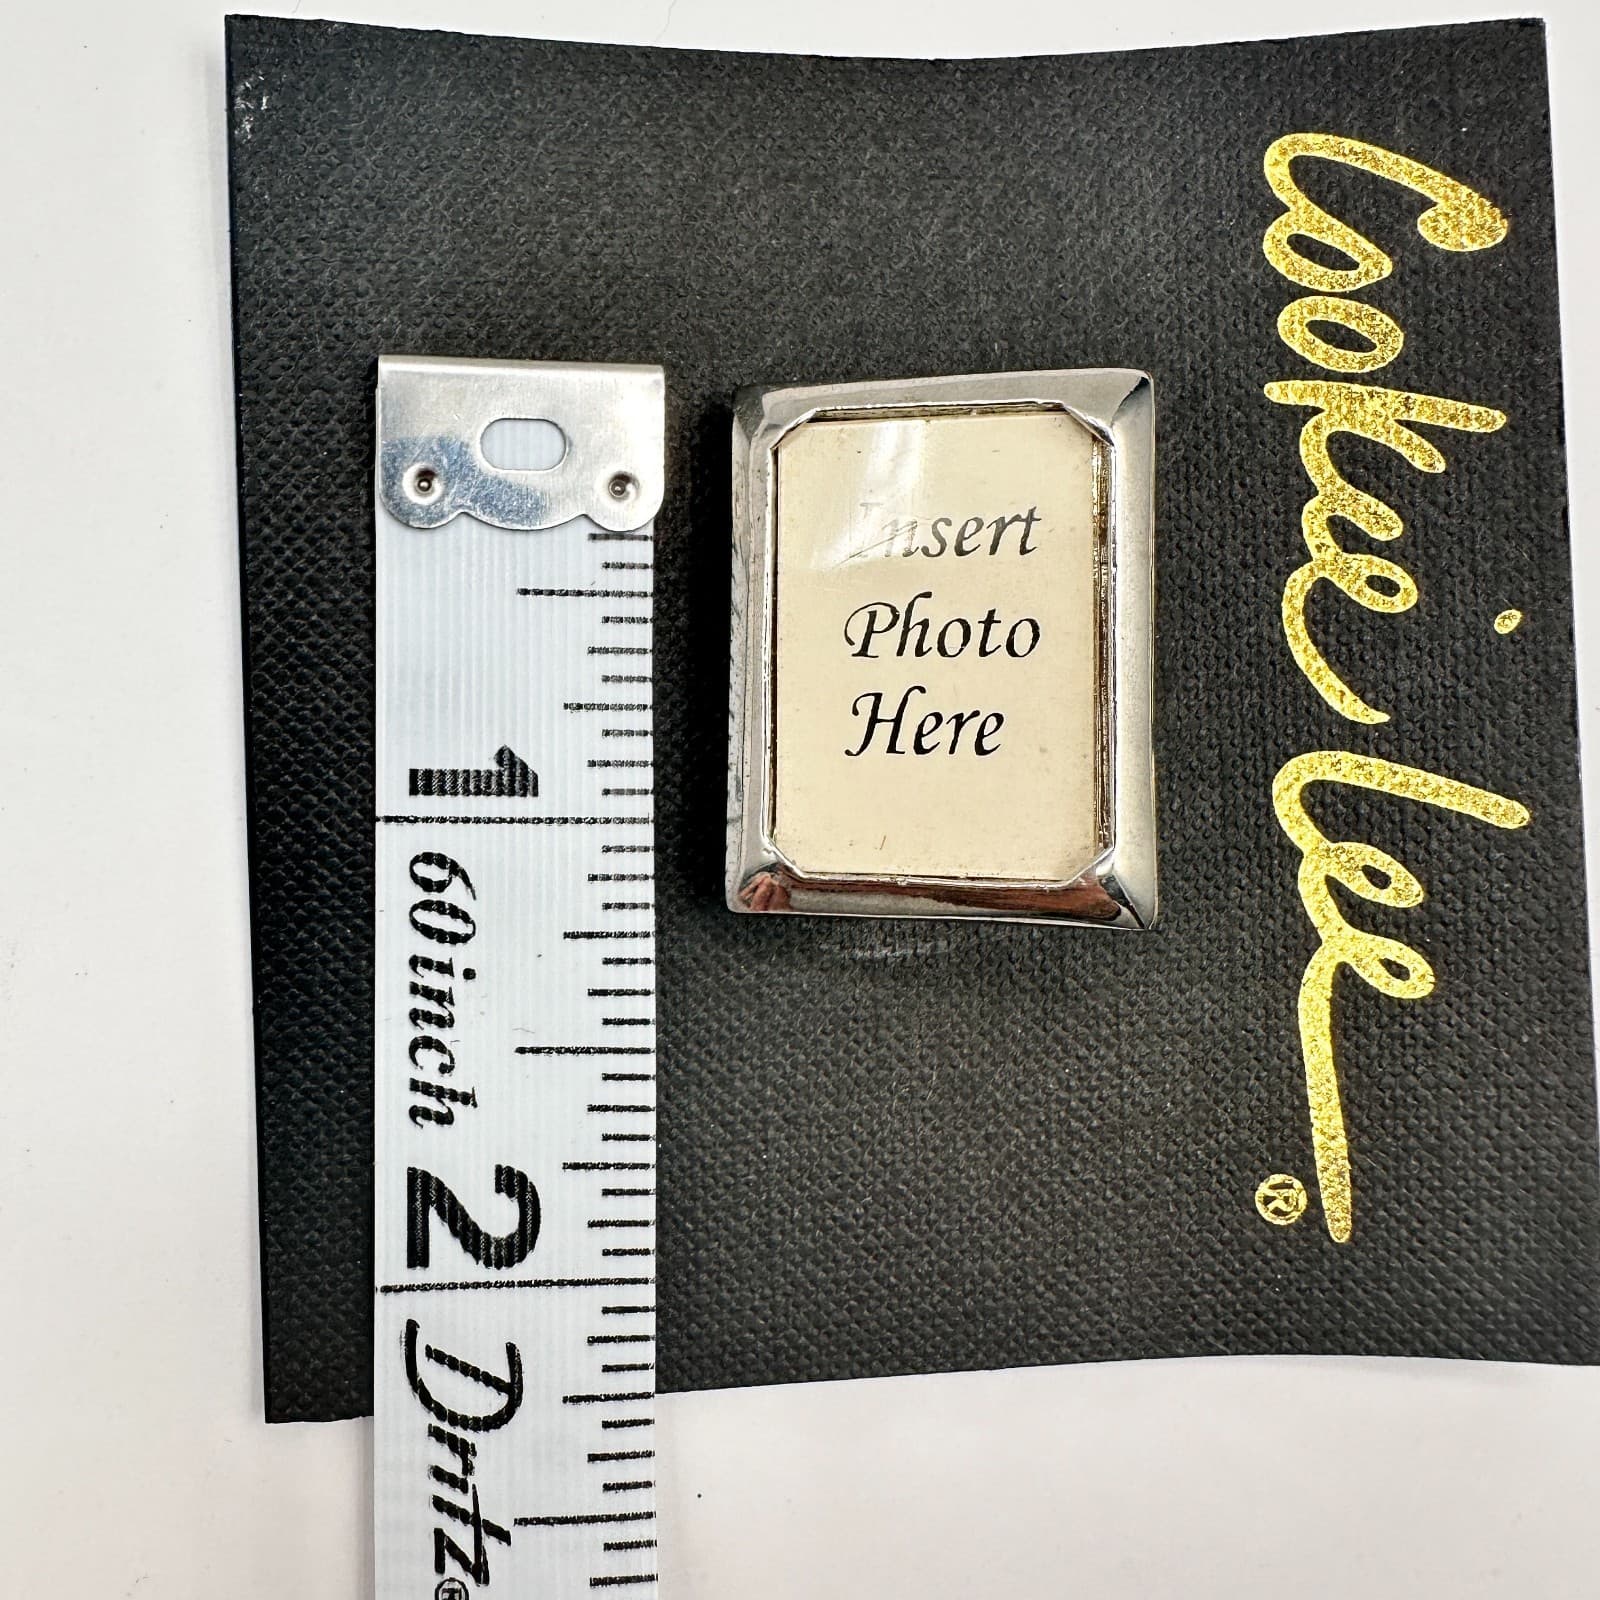 Insert
Photo
Here
Cookie Lee®
1
60inch
2
Dritz®